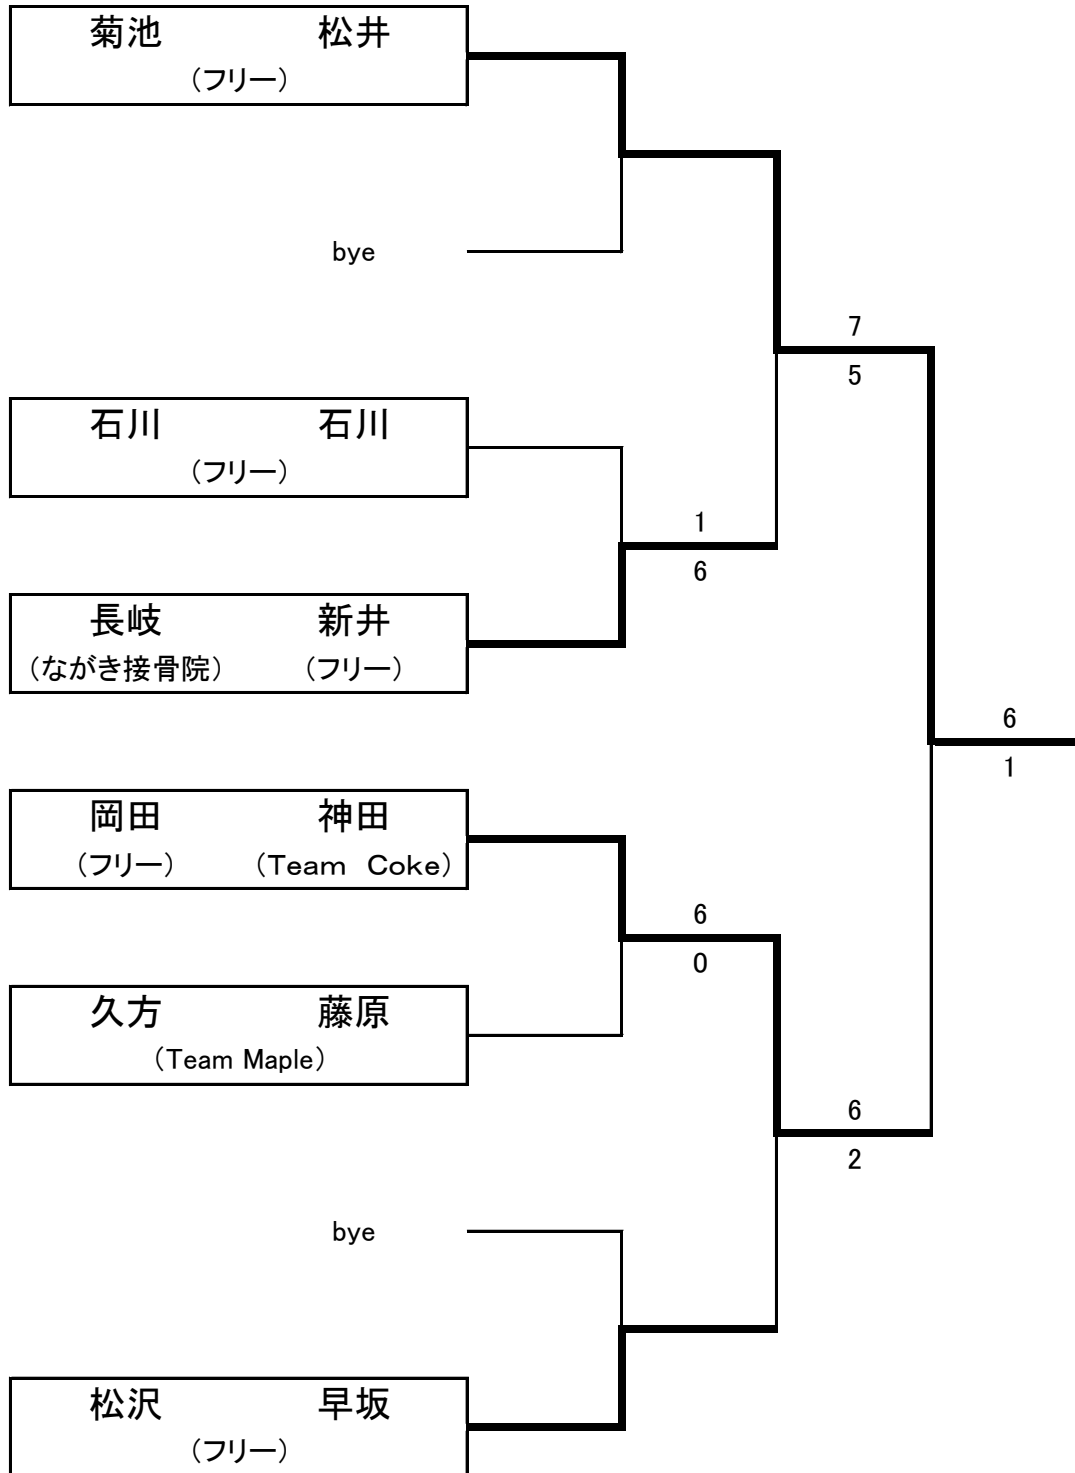 菊池 松井
（フリー）
bye
7
5
石川 石川
（フリー）
1
6
長岐 新井
（ながき接骨院） （フリー）
6
1
岡田 神田
（フリー） （Team Coke）
6
0
久方 藤原
（Team Maple）
6
2
bye
松沢 早坂
（フリー）